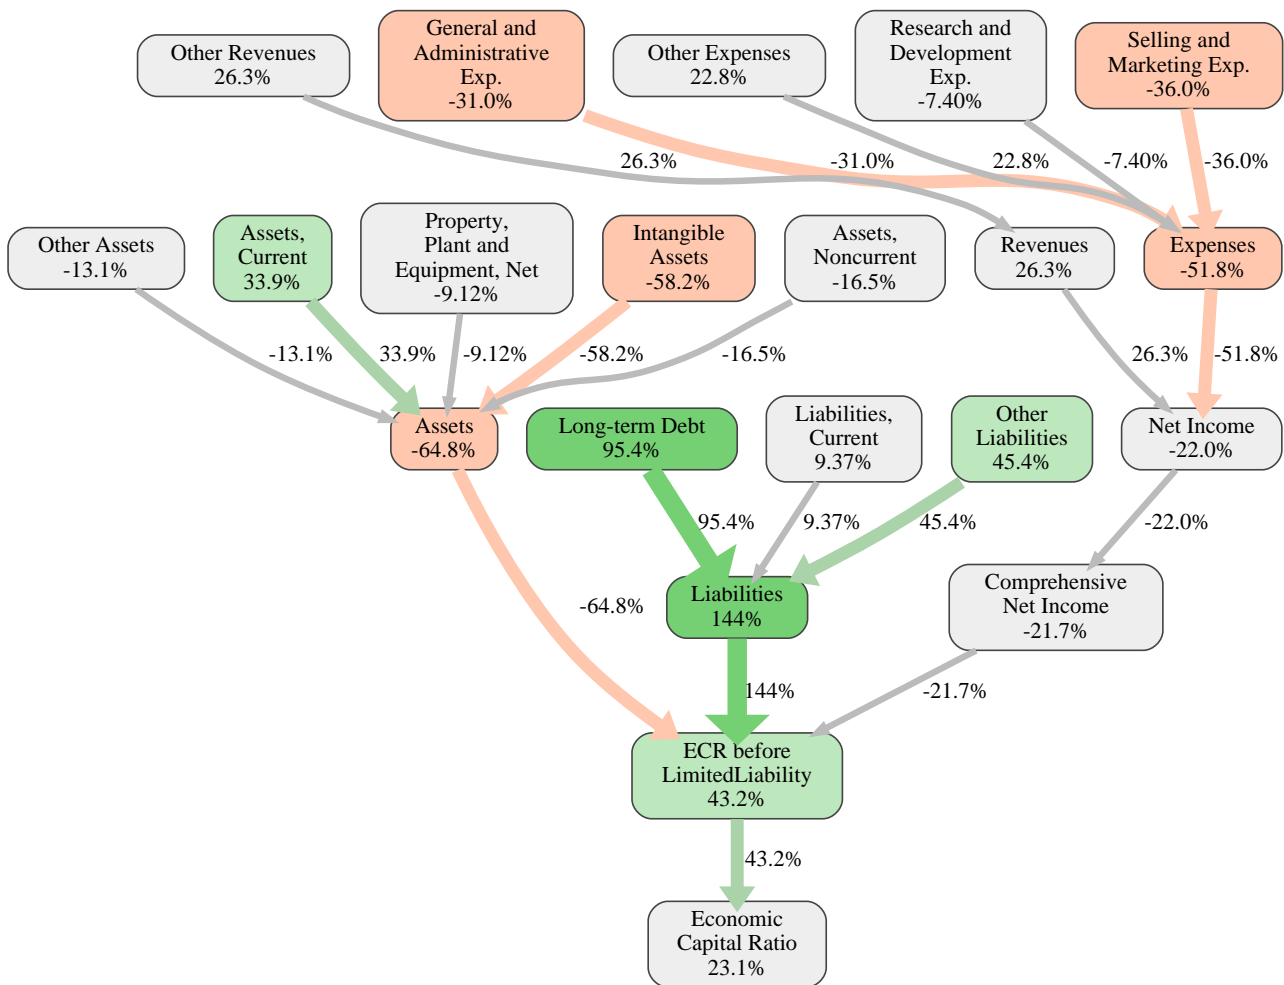 Other Revenues
26.3%
General and
Administrative
Exp.
-31.0%
Other Expenses
22.8%
Research and
Development
Exp.
-7.40%
Selling and
Marketing Exp.
-36.0%
26.3%
-31.0%
22.8%
-7.40%
-36.0%
Other Assets
-13.1%
Assets,
Current
33.9%
Property,
Plant and
Equipment, Net
-9.12%
Intangible
Assets
-58.2%
Assets,
Noncurrent
-16.5%
Revenues
26.3%
Expenses
-51.8%
-13.1%
33.9%
-9.12%
-58.2%
-16.5%
26.3%
-51.8%
Assets
-64.8%
Long-term Debt
95.4%
Liabilities,
Current
9.37%
Other
Liabilities
45.4%
Net Income
-22.0%
95.4%
9.37%
45.4%
-22.0%
-64.8%
Liabilities
144%
Comprehensive
Net Income
-21.7%
144%
-21.7%
ECR before
LimitedLiability
43.2%
43.2%
Economic
Capital Ratio
23.1%